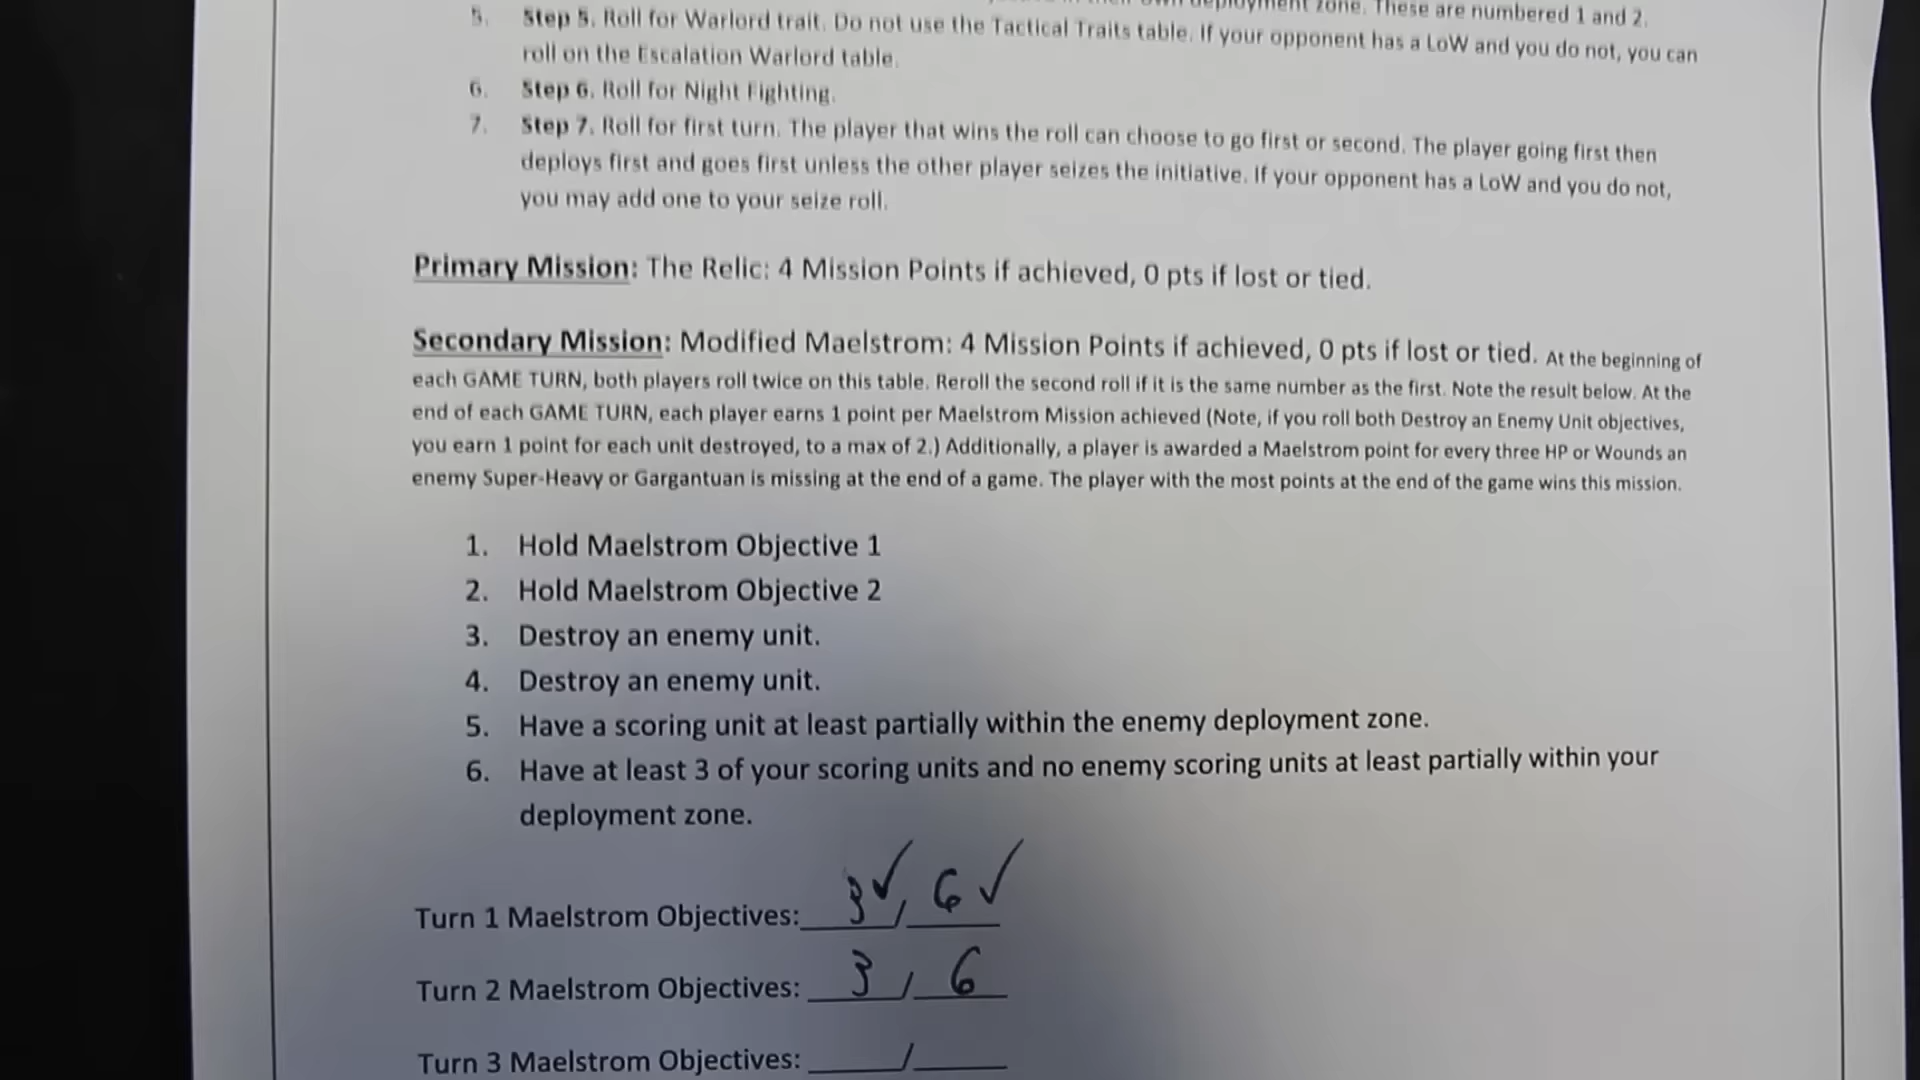 own deployment zone. These are numbered 1 and 2.
5. Step 5. Roll for Warlord trait. Do not use the Tactical Traits table. If your opponent has a LoW and you do not, you can
roll on the Escalation Warlord table.
6. Step 6. Roll for Night Fighting.
7. Step 7. Roll for first turn. The player that wins the roll can choose to go first or second. The player going first then
deploys first and goes first unless the other player seizes the initiative. If your opponent has a LoW and you do not,
you may add one to your seize roll.
Primary Mission: The Relic: 4 Mission Points if achieved, 0 pts if lost or tied.
Secondary Mission: Modified Maelstrom: 4 Mission Points if achieved, 0 pts if lost or tied. At the beginning of
each GAME TURN, both players roll twice on this table. Reroll the second roll if it is the same number as the first. Note the result below. At the
end of each GAME TURN, each player earns 1 point per Maelstrom Mission achieved (Note, if you roll both Destroy an Enemy Unit objectives,
you earn 1 point for each unit destroyed, to a max of 2.) Additionally, a player is awarded a Maelstrom point for every three HP or Wounds an
enemy Super-Heavy or Gargantuan is missing at the end of a game. The player with the most points at the end of the game wins this mission.
1. Hold Maelstrom Objective 1
2. Hold Maelstrom Objective 2
3. Destroy an enemy unit.
4. Destroy an enemy unit.
5. Have a scoring unit at least partially within the enemy deployment zone.
6. Have at least 3 of your scoring units and no enemy scoring units at least partially within your
deployment zone.
Turn 1 Maelstrom Objectives: 3✓/ 6✓
Turn 2 Maelstrom Objectives: 3 / 6
Turn 3 Maelstrom Objectives: ____/____